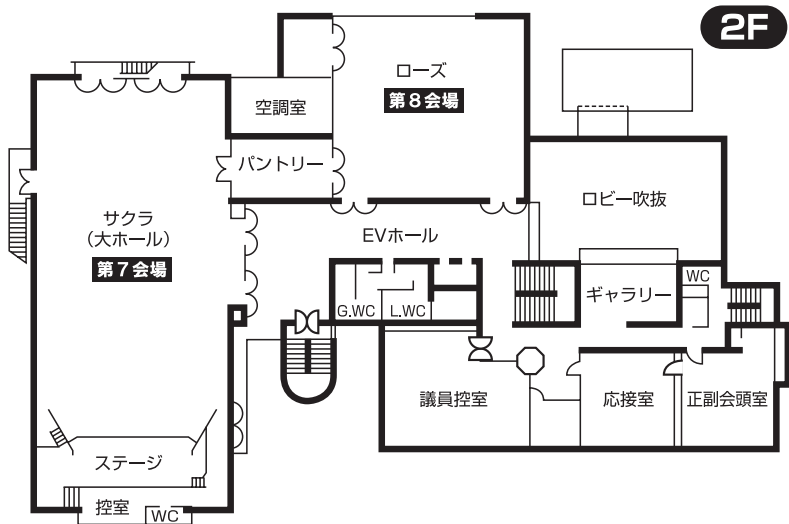 2F
ローズ
第8会場
空調室
パントリー
ロビー吹抜
サクラ
(大ホール)
第7会場
EVホール
WC
ギャラリー
G.WC
L.WC
議員控室
応接室
正副会頭室
ステージ
控室
WC